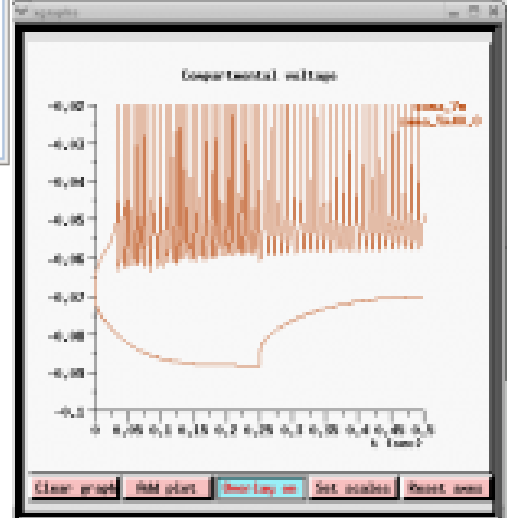 xgraphs
Compartmental voltage
-0.02
-0.03
-0.04
-0.05
-0.06
-0.07
-0.08
-0.09
-0.1
0 0.05 0.1 0.15 0.2 0.25 0.3 0.35 0.4 0.45 0.5
t (sec)
Clear graph Add plot Overlay on Set scales Reset axes